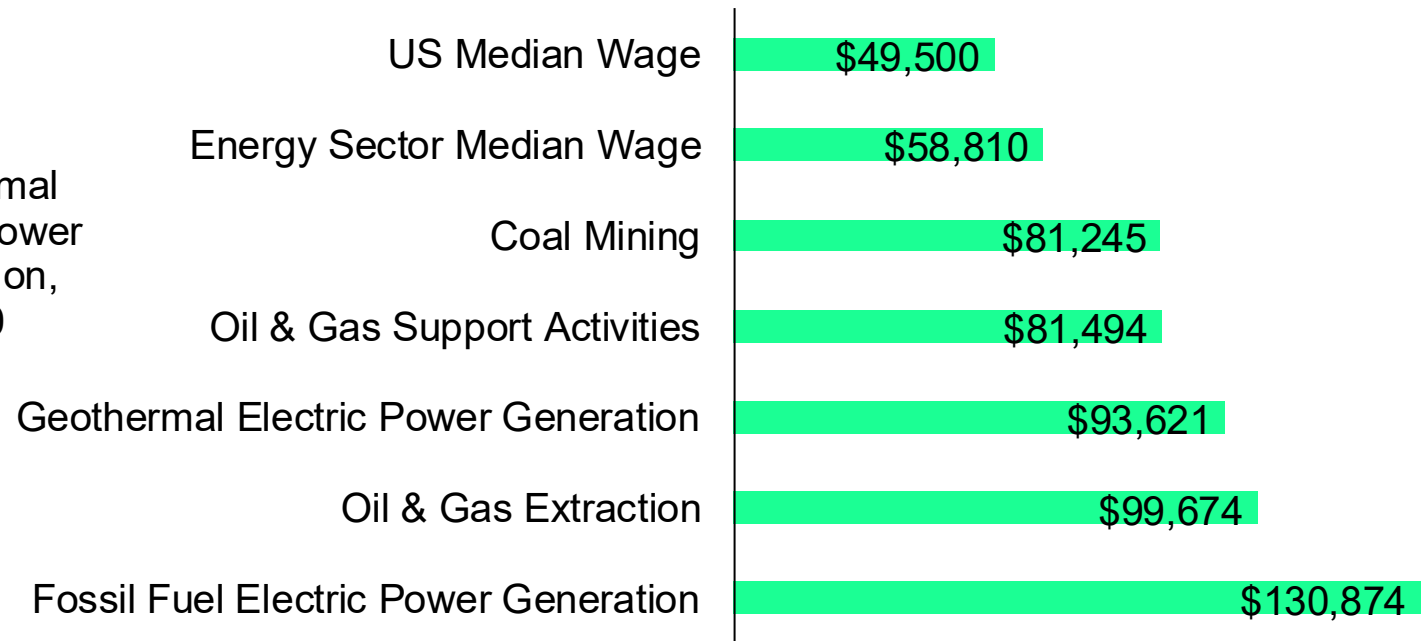 US Median Wage $49,500
Energy Sector Median Wage $58,810
Coal Mining $81,245
on,
Oil & Gas Support Activities $81,494
Geothermal Electric Power Generation $93,621
Oil & Gas Extraction $99,674
Fossil Fuel Electric Power Generation $130,874